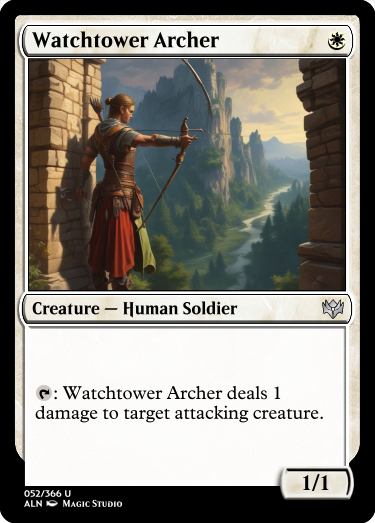 Watchtower Archer
Creature — Human Soldier
: Watchtower Archer deals 1
damage to target attacking creature.
1/1
052/366 U
ALN Magic Studio